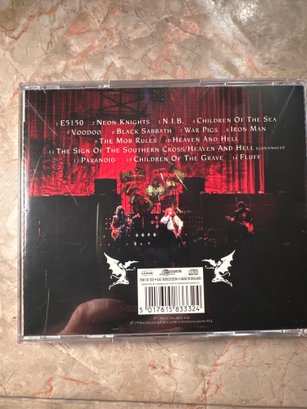 1 E5150 2 Neon Knights 3 N.I.B. 4 Children Of The Sea
5 Voodoo 6 Black Sabbath 7 War Pigs 8 Iron Man
9 The Mob Rules 10 Heaven And Hell
11 The Sign Of The Southern Cross/Heaven And Hell (continued)
12 Paranoid 13 Children Of The Grave 14 Fluff
5 017615 833324